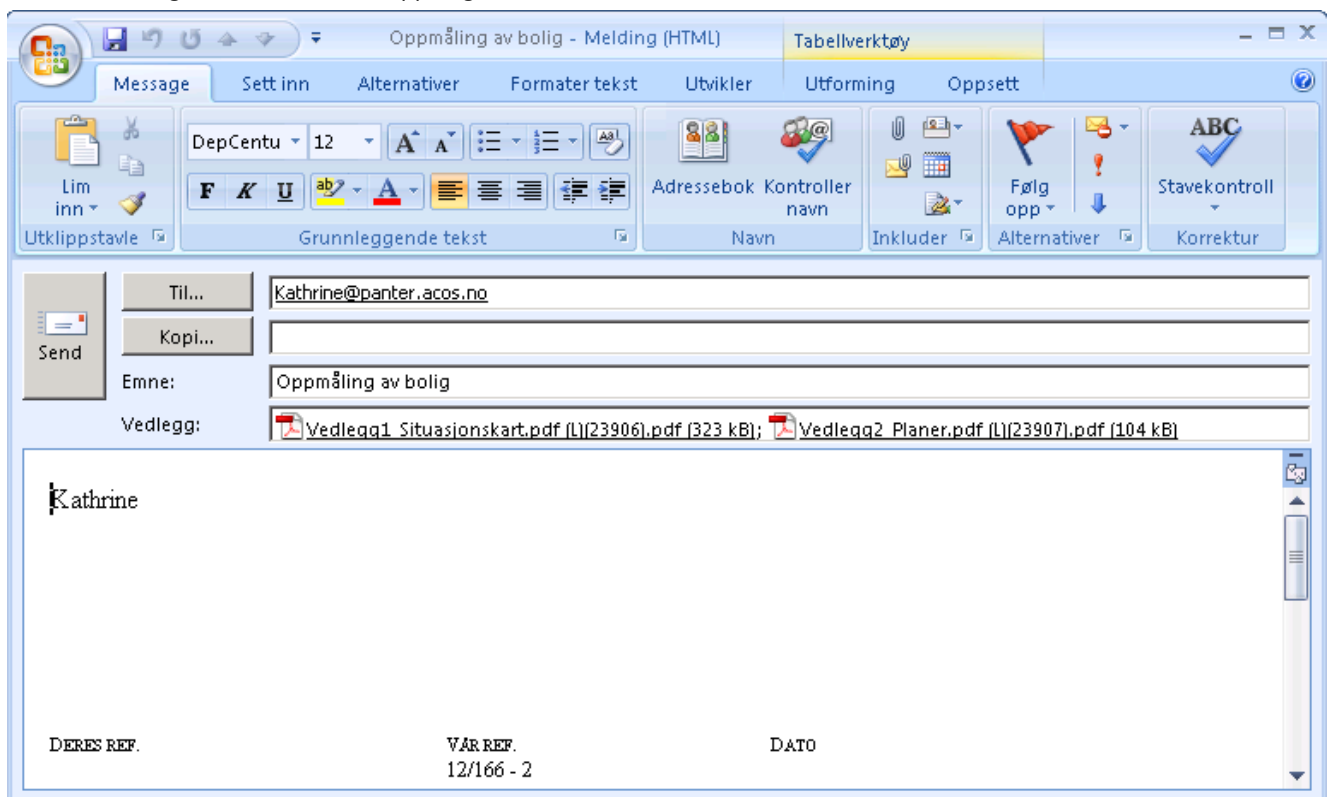 Oppmåling av bolig - Melding (HTML) Tabellverktøy
Message Sett inn Alternativer Formater tekst Utvikler Utforming Oppsett
DepCentu 12 A A Aa
ABC
Lim inn
F K U ab A
Adressebok Kontroller navn
Følg opp
Stavekontroll
Utklippstavle Grunnleggende tekst Navn Inkluder Alternativer Korrektur
Til... Kathrine@panter.acos.no
Send
Kopi...
Emne: Oppmåling av bolig
Vedlegg: Vedlegg1_Situasjonskart.pdf (L)(23906).pdf (323 kB); Vedlegg2_Planer.pdf (L)(23907).pdf (104 kB)
Kathrine
DERES REF. VÅR REF. DATO
12/166 - 2